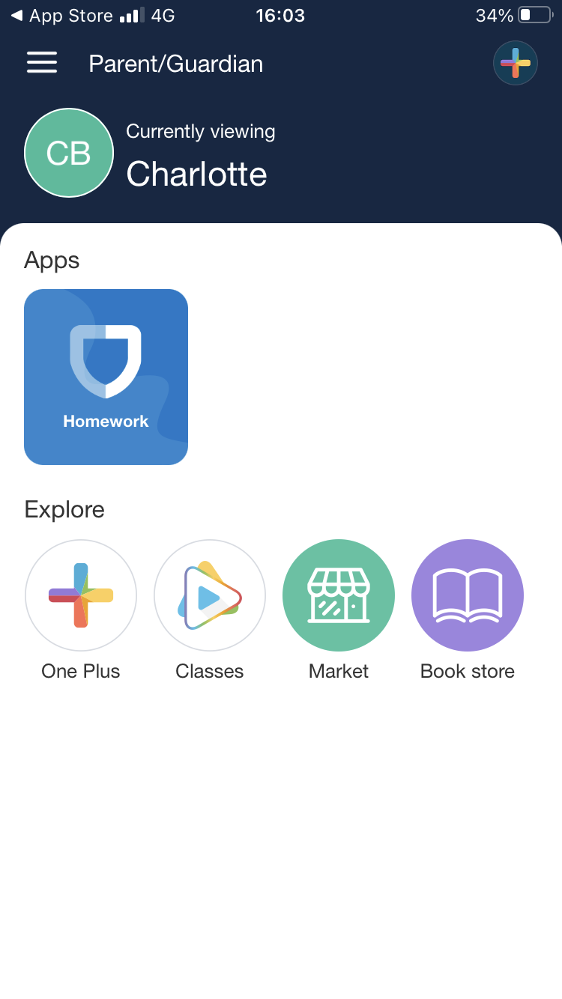 App Store 4G 16:03 34%
Parent/Guardian
CB
Currently viewing
Charlotte
Apps
Homework
Explore
One Plus Classes Market Book store